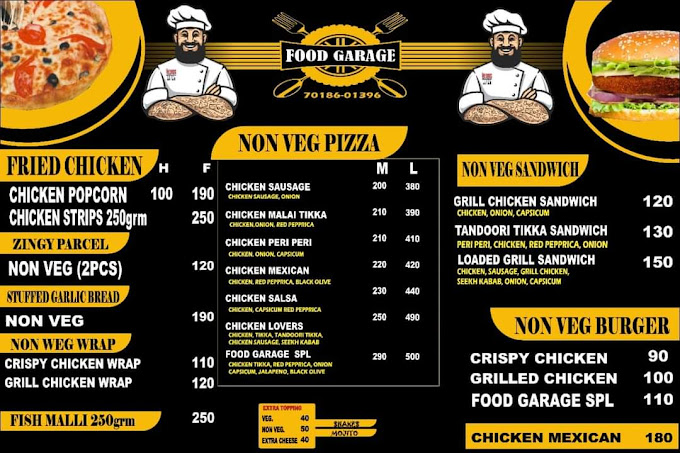 FOOD GARAGE
70186-01396
FRIED CHICKEN H F
CHICKEN POPCORN 100 190
CHICKEN STRIPS 250grm 250
ZINGY PARCEL
NON VEG (2PCS) 120
STUFFED GARLIC BREAD
NON VEG 190
NON WEG WRAP
CRISPY CHICKEN WRAP 110
GRILL CHICKEN WRAP 120
FISH MALLI 250grm 250
NON VEG PIZZA
M L
CHICKEN SAUSAGE 200 380
CHICKEN SAUSAGE, ONION
CHICKEN MALAI TIKKA 210 390
CHICKEN,ONION, RED PEPPRICA
CHICKEN PERI PERI 210 410
CHICKEN, ONION, CAPSICUM
CHICKEN MEXICAN 220 420
CHICKEN, RED PEPPRICA, BLACK OLIVE
CHICKEN SALSA 230 440
CHICKEN, CAPSICUM RED PEPPRICA
CHICKEN LOVERS 250 490
CHICKEN, TIKKA, TANDOORI TIKKA,
CHICKEN SAUSAGE, SEEKH KABAB
FOOD GARAGE SPL 290 500
CHICKEN TIKKA, RED PEPPRICA, ONION
CAPSICUM, JALAPENO, BLACK OLIVE
EXTRA TOPPING
VEG. 40
NON VEG. 50
EXTRA CHEESE 40
SHAKES
MOJITO
NON VEG SANDWICH
GRILL CHICKEN SANDWICH 120
CHICKEN, ONION, CAPSICUM
TANDOORI TIKKA SANDWICH 130
PERI PERI, CHICKEN, RED PEPPRICA, ONION
LOADED GRILL SANDWICH 150
CHICKEN, SAUSAGE, GRILL CHICKEN,
SEEKH KABAB, ONION, CAPSICUM
NON VEG BURGER
CRISPY CHICKEN 90
GRILLED CHICKEN 100
FOOD GARAGE SPL 110
CHICKEN MEXICAN 180